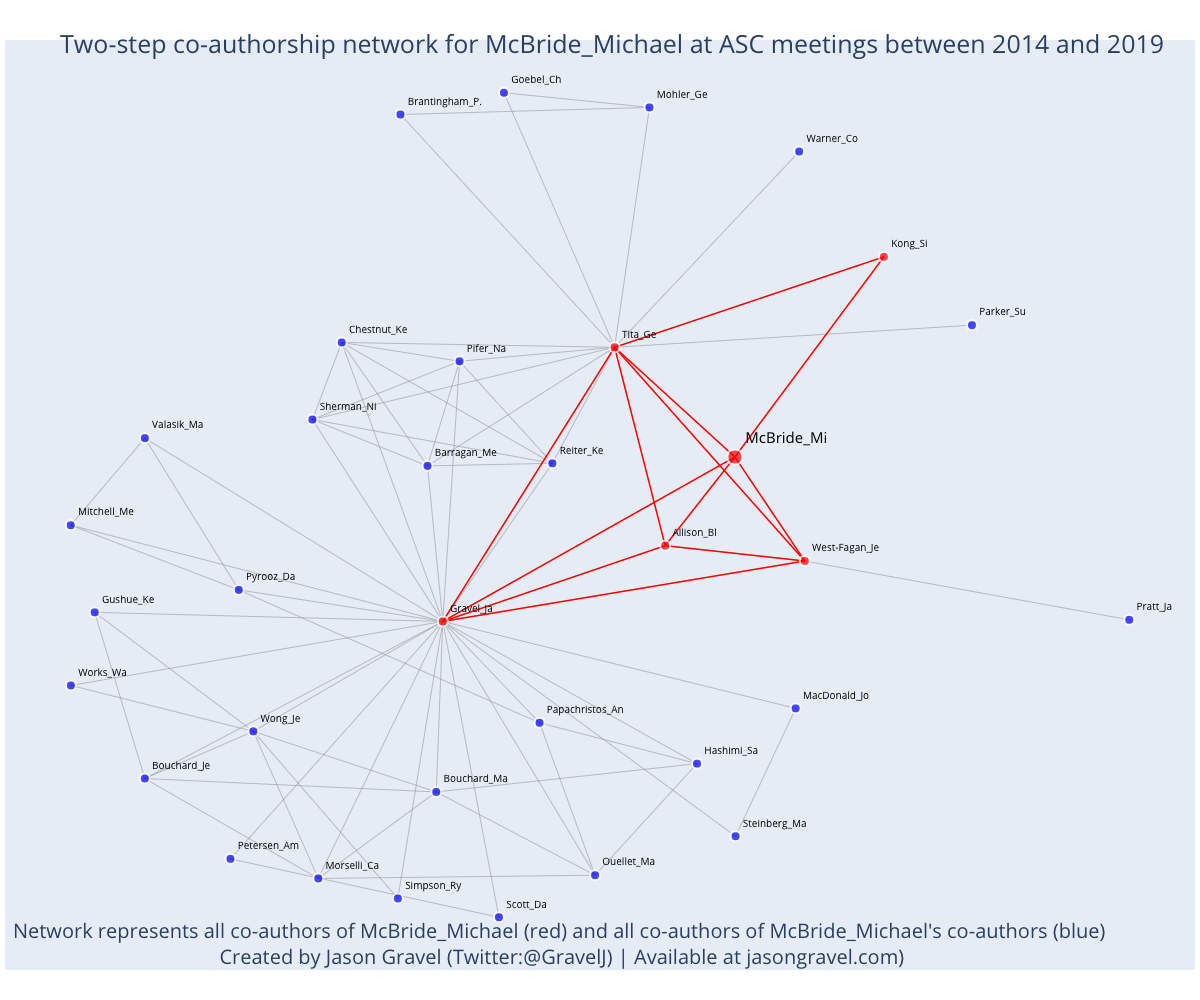 Two-step co-authorship network for McBride_Michael at ASC meetings between 2014 and 2019
Goebel_Ch
Mohler_Ge
Brantingham_P.
Warner_Co
Kong_Si
Parker_Su
Chestnut_Ke
Tita_Ge
Pifer_Na
Sherman_Ni
Valasik_Ma
McBride_Mi
Barragan_Me
Reiter_Ke
Mitchell_Me
Allison_Bl
West-Fagan_Je
Pyrooz_Da
Gushue_Ke
Gravel_Ja
Pratt_Ja
Works_Wa
MacDonald_Jo
Papachristos_An
Wong_Je
Hashimi_Sa
Bouchard_Je
Bouchard_Ma
Steinberg_Ma
Petersen_Am
Ouellet_Ma
Morselli_Ca
Simpson_Ry
Scott_Da
Network represents all co-authors of McBride_Michael (red) and all co-authors of McBride_Michael's co-authors (blue)
Created by Jason Gravel (Twitter:@GravelJ) | Available at jasongravel.com)